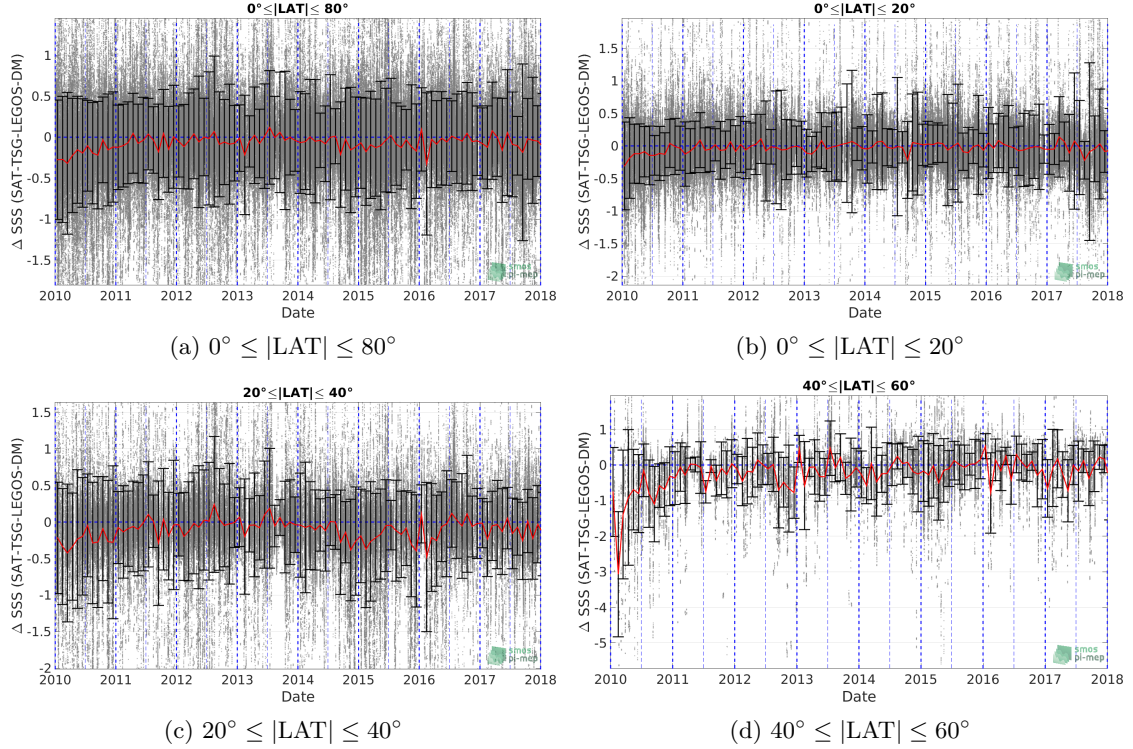 0°≤|LAT|≤ 80°
Δ SSS (SAT-TSG-LEGOS-DM)
1
0.5
0
-0.5
-1
-1.5
2010 2011 2012 2013 2014 2015 2016 2017 2018
Date
smos
pi-mep
(a) 0° ≤ |LAT| ≤ 80°
0°≤|LAT|≤ 20°
Δ SSS (SAT-TSG-LEGOS-DM)
1.5
1
0.5
0
-0.5
-1
-1.5
-2
2010 2011 2012 2013 2014 2015 2016 2017 2018
Date
smos
pi-mep
(b) 0° ≤ |LAT| ≤ 20°
20°≤|LAT|≤ 40°
Δ SSS (SAT-TSG-LEGOS-DM)
1.5
1
0.5
0
-0.5
-1
-1.5
-2
2010 2011 2012 2013 2014 2015 2016 2017 2018
Date
smos
pi-mep
(c) 20° ≤ |LAT| ≤ 40°
40°≤|LAT|≤ 60°
Δ SSS (SAT-TSG-LEGOS-DM)
1
0
-1
-2
-3
-4
-5
2010 2011 2012 2013 2014 2015 2016 2017 2018
Date
smos
pi-mep
(d) 40° ≤ |LAT| ≤ 60°